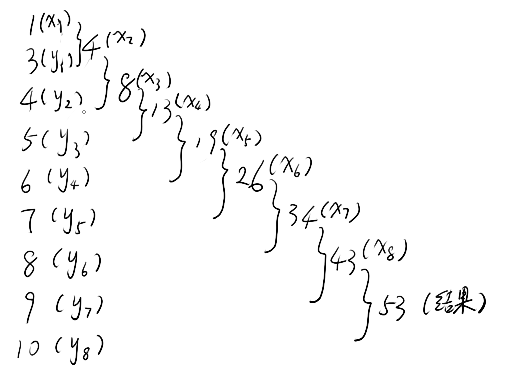 1(x₁)
3(y₁) } 4(x₂)
4(y₂) } 8(x₃)
5(y₃) } 13(x₄)
6(y₄) } 19(x₅)
7(y₅) } 26(x₆)
8(y₆) } 34(x₇)
9(y₇) } 43(x₈)
10(y₈) } 53(结果)